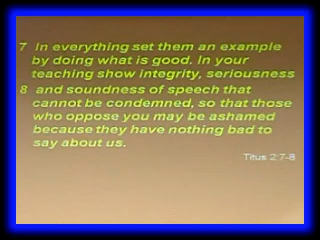 7 In everything set them an example
by doing what is good. In your
teaching show integrity, seriousness
8 and soundness of speech that
cannot be condemned, so that those
who oppose you may be ashamed
because they have nothing bad to
say about us.
Titus 2:7-8